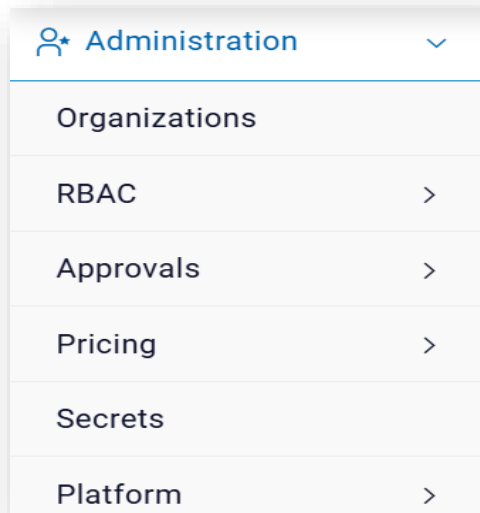 Administration
Organizations
RBAC
Approvals
Pricing
Secrets
Platform